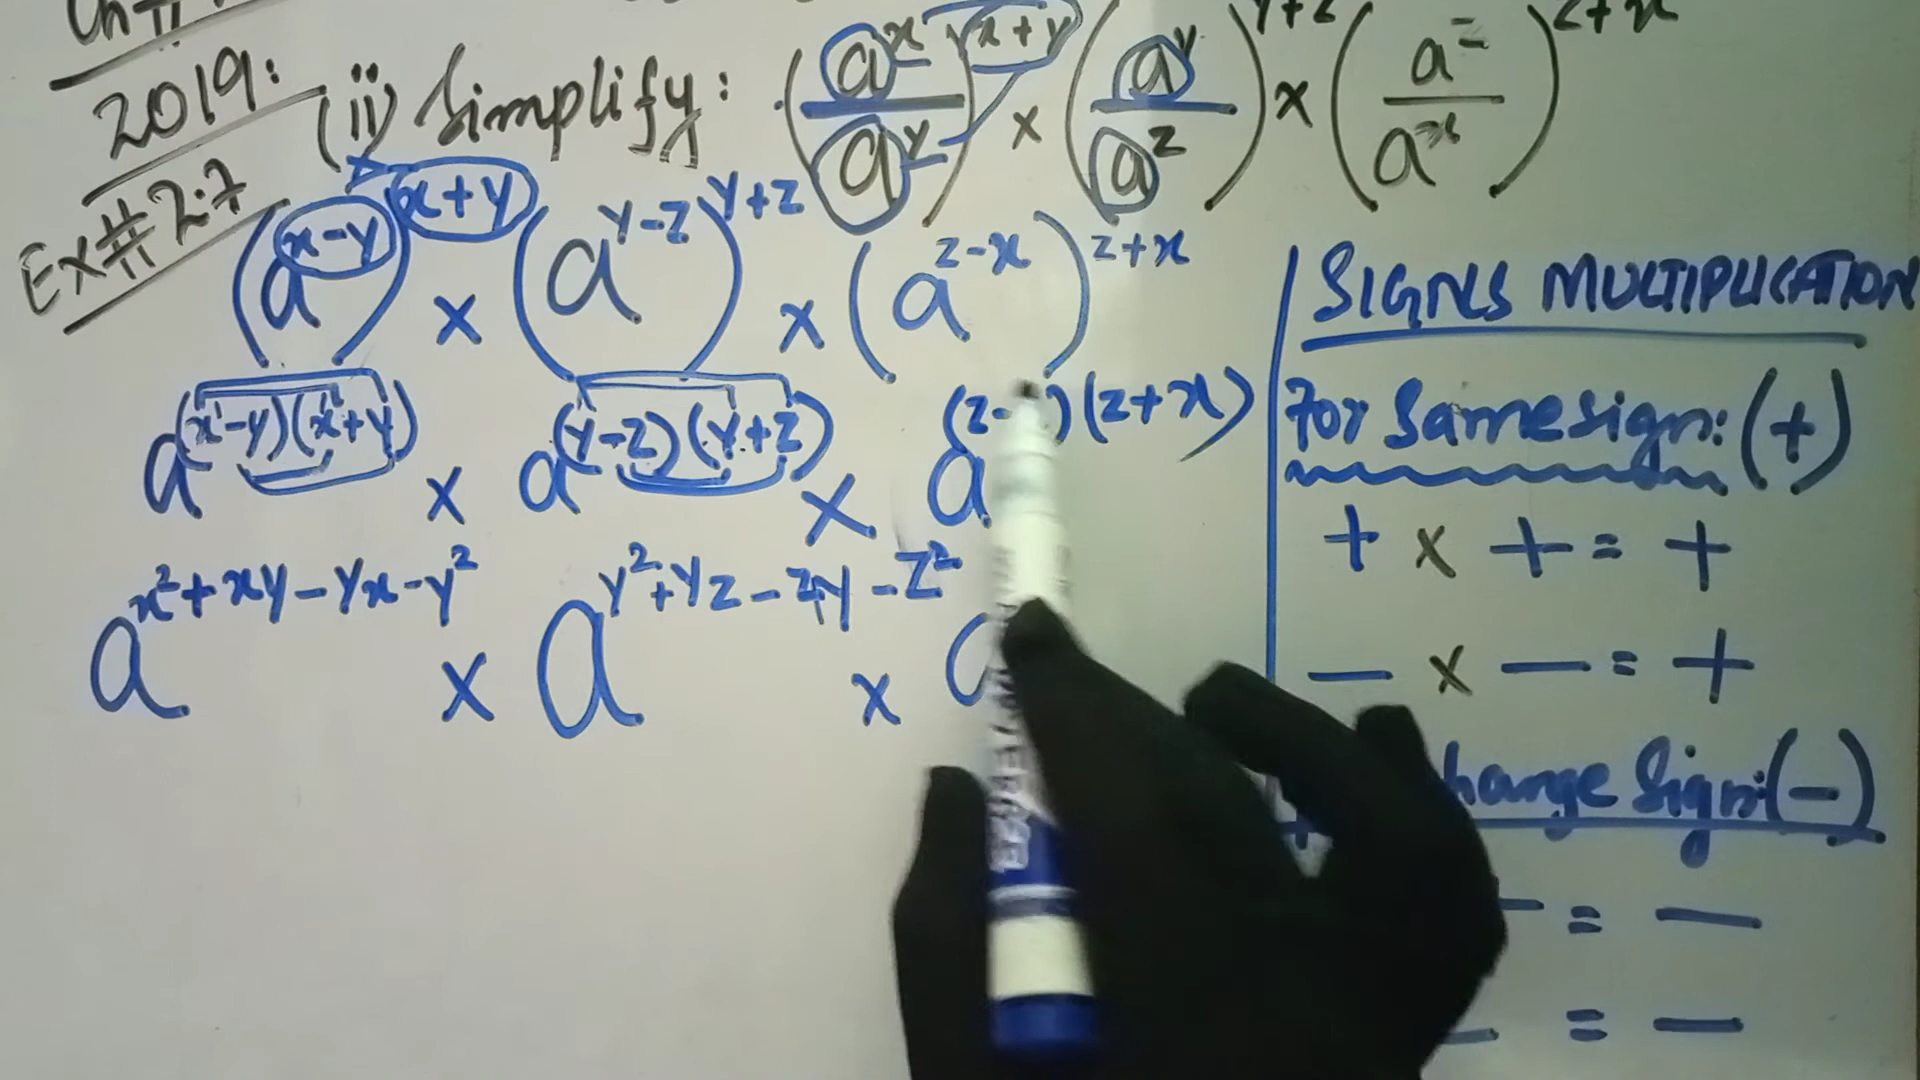 2019:
Ex#2.7
(ii) Simplify: (a^x/a^y)^x+y × (a^y/a^z)^y+z × (a^z/a^x)^z+x
(a^x-y)^x+y × (a^y-z)^y+z × (a^z-x)^z+x
a^(x-y)(x+y) × a^(y-z)(y+z) × a^(z- )(z+x)
a^x²+xy-yx-y² × a^y²+yz-zy-z² × a
SIGNS MULTIPLICATION
For Same sign: (+)
+ × + = +
- × - = +
hange Sign: (-)
- = -
- = -